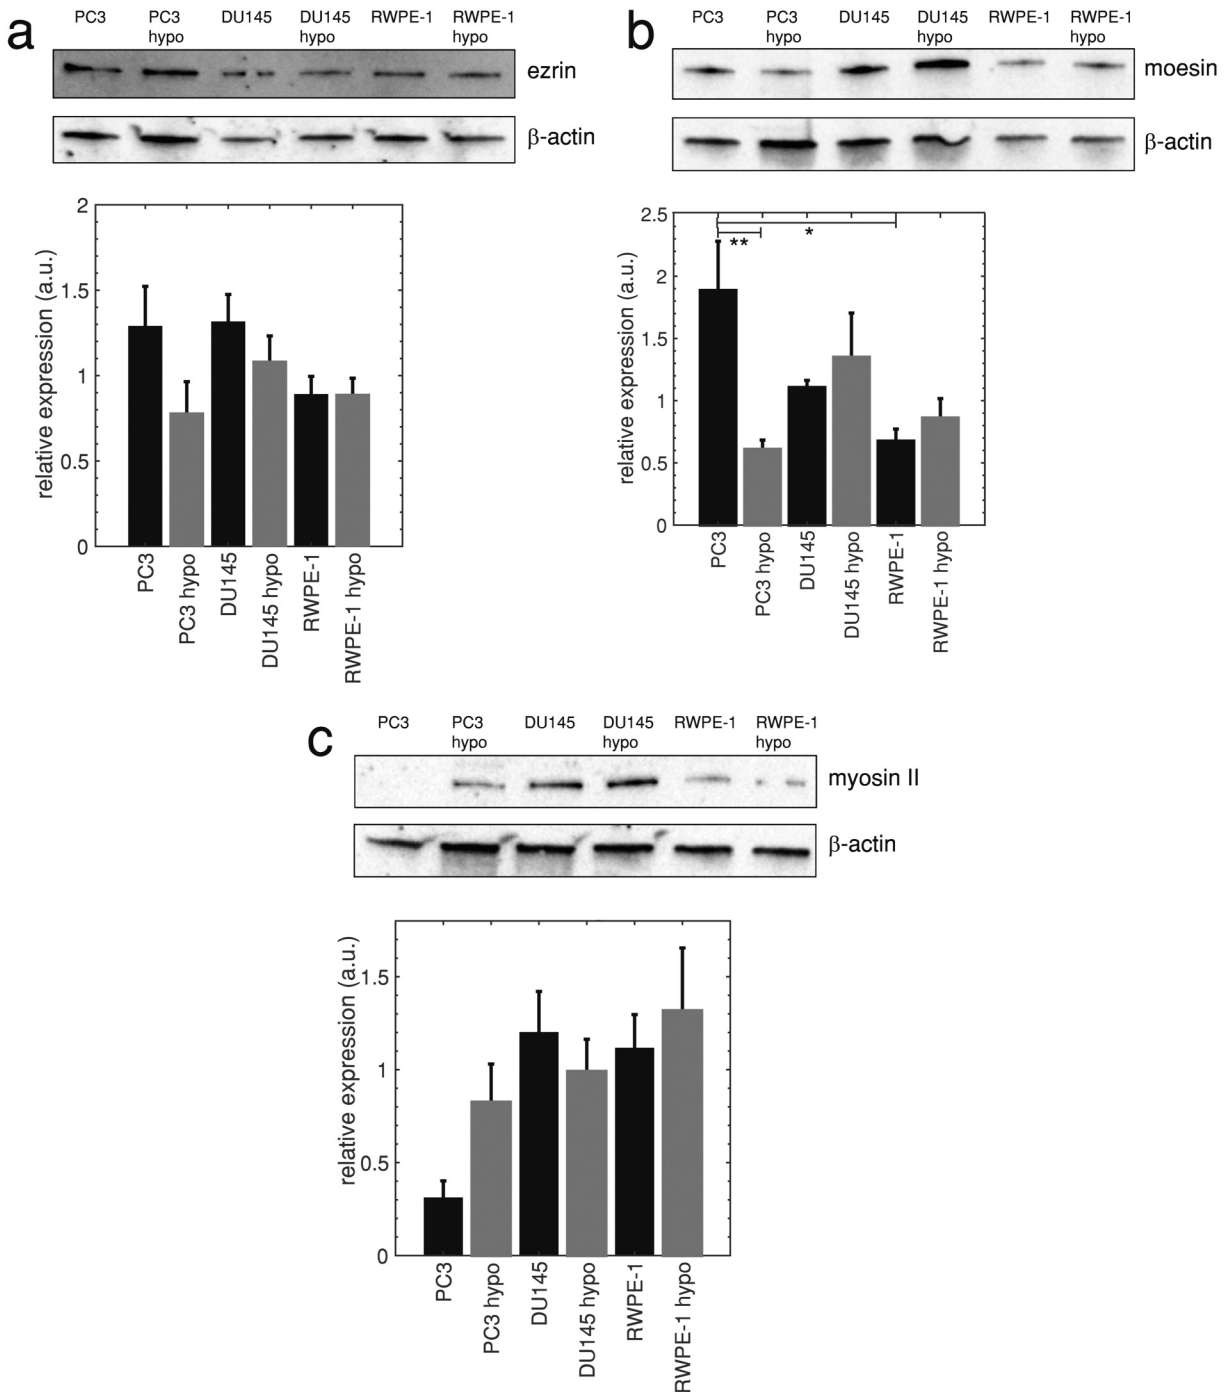 a
PC3
PC3 hypo
DU145
DU145 hypo
RWPE-1
RWPE-1 hypo
ezrin
β-actin
relative expression (a.u.)
2
1.5
1
0.5
0
PC3
PC3 hypo
DU145
DU145 hypo
RWPE-1
RWPE-1 hypo
b
PC3
PC3 hypo
DU145
DU145 hypo
RWPE-1
RWPE-1 hypo
moesin
β-actin
relative expression (a.u.)
2.5
2
1.5
1
0.5
0
**
*
PC3
PC3 hypo
DU145
DU145 hypo
RWPE-1
RWPE-1 hypo
c
PC3
PC3 hypo
DU145
DU145 hypo
RWPE-1
RWPE-1 hypo
myosin II
β-actin
relative expression (a.u.)
1.5
1
0.5
0
PC3
PC3 hypo
DU145
DU145 hypo
RWPE-1
RWPE-1 hypo